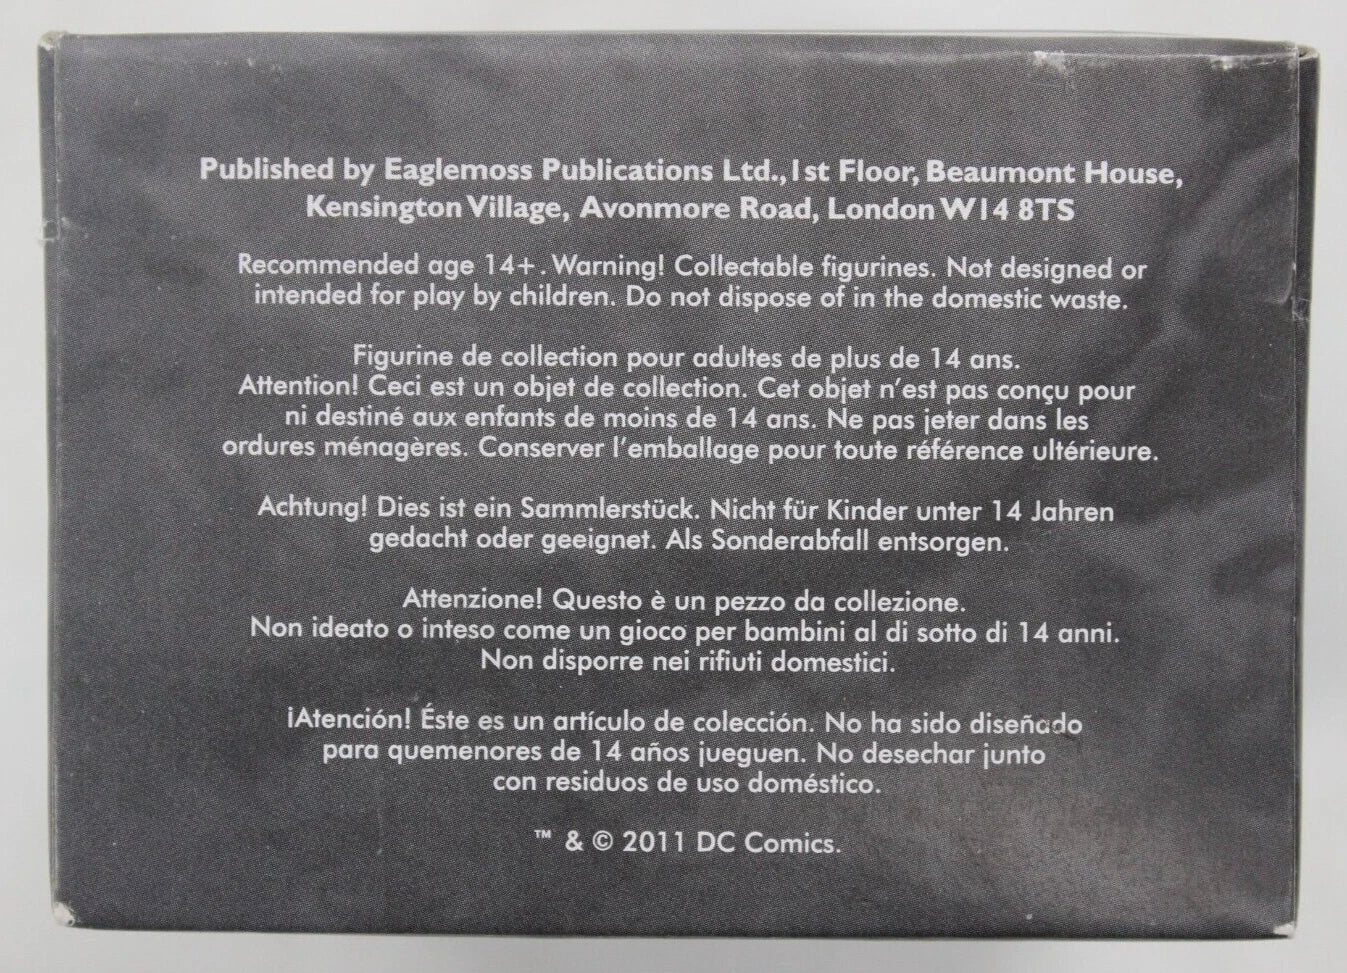 Published by Eaglemoss Publications Ltd., 1st Floor, Beaumont House,
Kensington Village, Avonmore Road, London W14 8TS
Recommended age 14+. Warning! Collectable figurines. Not designed or
intended for play by children. Do not dispose of in the domestic waste.
Figurine de collection pour adultes de plus de 14 ans.
Attention! Ceci est un objet de collection. Cet objet n'est pas conçu pour
ni destiné aux enfants de moins de 14 ans. Ne pas jeter dans les
ordures ménagères. Conserver l'emballage pour toute référence ultérieure.
Achtung! Dies ist ein Sammlerstück. Nicht für Kinder unter 14 Jahren
gedacht oder geeignet. Als Sonderabfall entsorgen.
Attenzione! Questo è un pezzo da collezione.
Non ideato o inteso come un gioco per bambini al di sotto di 14 anni.
Non disporre nei rifiuti domestici.
¡Atención! Éste es un artículo de colección. No ha sido diseñado
para quemenores de 14 años jueguen. No desechar junto
con residuos de uso doméstico.
™ & © 2011 DC Comics.